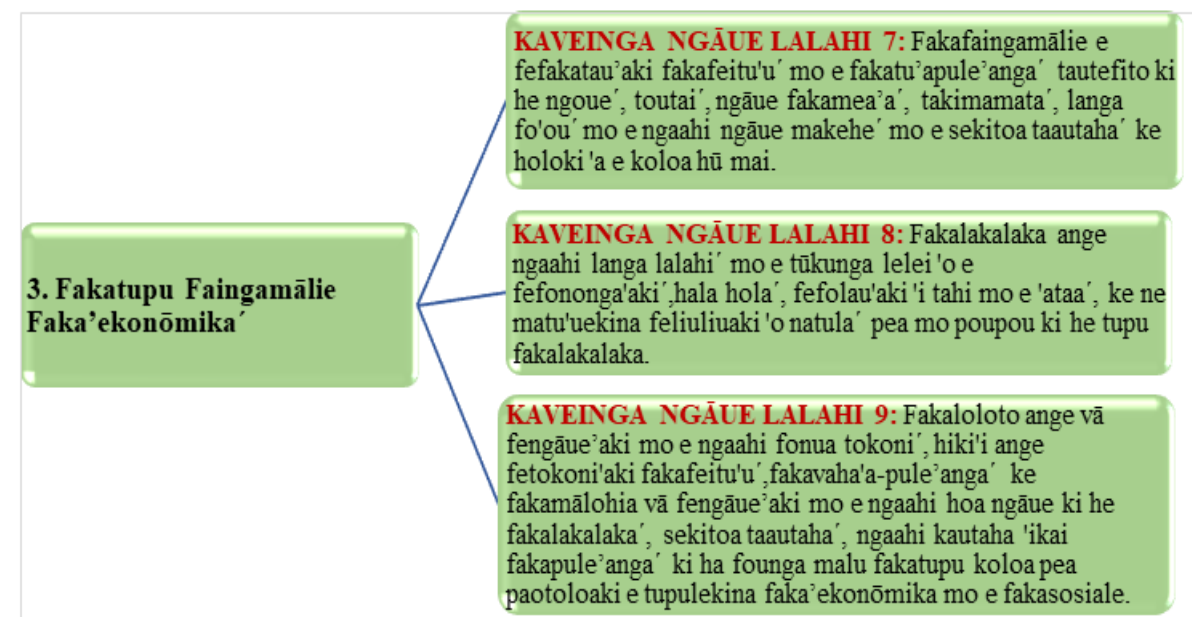 3. Fakatupu Faingamālie
Faka’ekonōmika´
KAVEINGA NGĀUE LALAHI 7: Fakafaingamālie e
fefakatau’aki fakafeitu'u´ mo e fakatu’apule’anga´ tautefito ki
he ngoue´, toutai´, ngāue fakamea’a´, takimamata´, langa
fo'ou´ mo e ngaahi ngāue makehe´ mo e sekitoa taautaha´ ke
holoki 'a e koloa hū mai.
KAVEINGA NGĀUE LALAHI 8: Fakalakalaka ange
ngaahi langa lalahi´ mo e tūkunga lelei 'o e
fefononga'aki´,hala hola´, fefolau'aki 'i tahi mo e 'ataa´, ke ne
matu'uekina feliuliuaki 'o natula´ pea mo poupou ki he tupu
fakalakalaka.
KAVEINGA NGĀUE LALAHI 9: Fakaloloto ange vā
fengāue’aki mo e ngaahi fonua tokoni´, hiki'i ange
fetokoni'aki fakafeitu'u´,fakavaha'a-pule’anga´ ke
fakamālohia vā fengāue’aki mo e ngaahi hoa ngāue ki he
fakalakalaka´, sekitoa taautaha´, ngaahi kautaha 'ikai
fakapule’anga´ ki ha founga malu fakatupu koloa pea
paotoloaki e tupulekina faka’ekonōmika mo e fakasosiale.